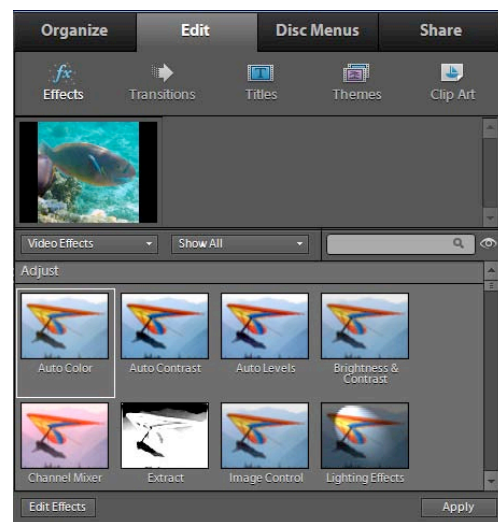 Organize Edit Disc Menus Share
fx
Effects Transitions Titles Themes Clip Art
Video Effects Show All
Adjust
Auto Color Auto Contrast Auto Levels Brightness &
Contrast
Channel Mixer Extract Image Control Lighting Effects
Edit Effects Apply